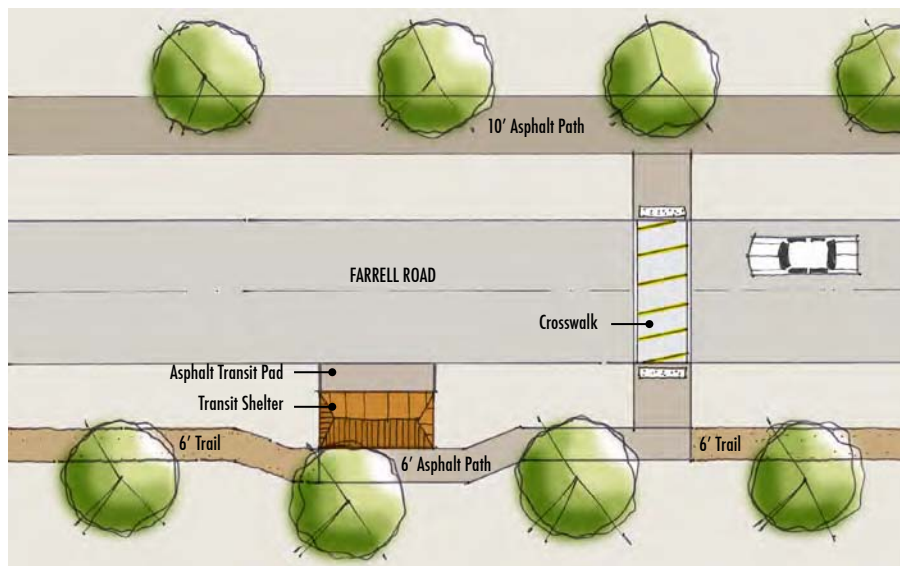 10' Asphalt Path
FARRELL ROAD
Crosswalk
Asphalt Transit Pad
Transit Shelter
6' Trail
6' Asphalt Path
6' Trail